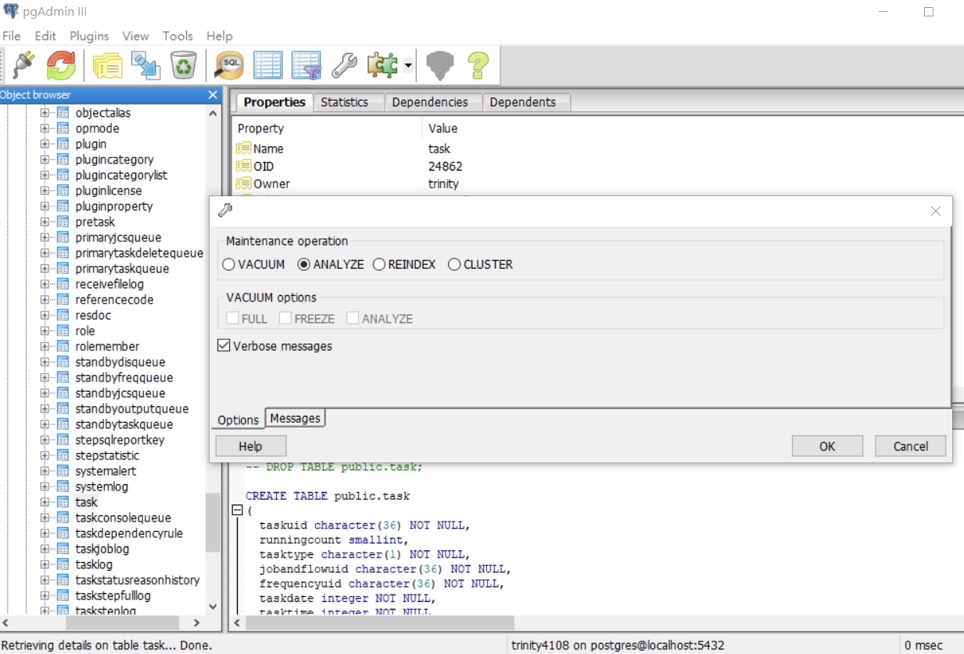 pgAdmin III
File Edit Plugins View Tools Help
SQL
Object browser
objectalias
opmode
plugin
plugincategory
plugincategorylist
pluginlicense
pluginproperty
pretask
primaryjcsqueue
primarytaskdeletequeue
primarytaskqueue
receivefilelog
referencecode
resdoc
role
rolemember
standbydisqueue
standbyfreqqueue
standbyjcsqueue
standbyoutputqueue
standbytaskqueue
stepsqlreportkey
stepstatistic
systemalert
systemlog
task
taskconsolequeue
taskdependencyrule
taskjoblog
tasklog
taskstatusreasonhistory
taskstepfulllog
tasksteplog
Properties Statistics Dependencies Dependents
Property Value
Name task
OID 24862
Owner trinity
Maintenance operation
VACUUM ANALYZE REINDEX CLUSTER
VACUUM options
FULL FREEZE ANALYZE
Verbose messages
Options Messages
Help OK Cancel
-- DROP TABLE public.task;
CREATE TABLE public.task
(
taskuid character(36) NOT NULL,
runningcount smallint,
tasktype character(1) NOT NULL,
jobandflowuid character(36) NOT NULL,
frequencyuid character(36) NOT NULL,
taskdate integer NOT NULL,
tasktime integer NOT NULL
Retrieving details on table task... Done. trinity4108 on postgres@localhost:5432 0 msec